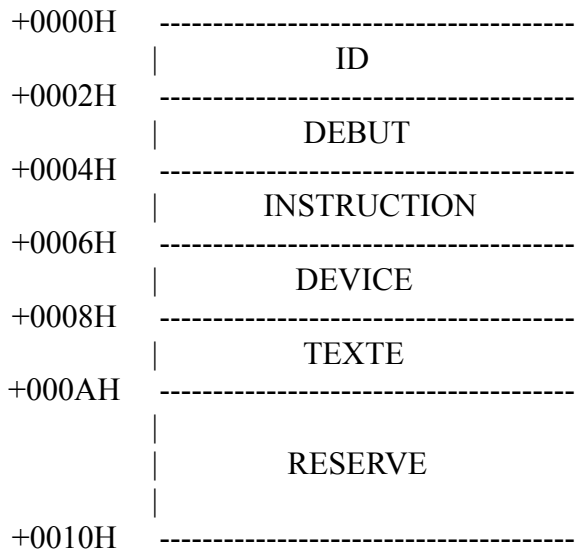 +0000H ---------------------------------------
| ID
+0002H ---------------------------------------
| DEBUT
+0004H ---------------------------------------
| INSTRUCTION
+0006H ---------------------------------------
| DEVICE
+0008H ---------------------------------------
| TEXTE
+000AH ---------------------------------------
|
| RESERVE
|
+0010H ---------------------------------------